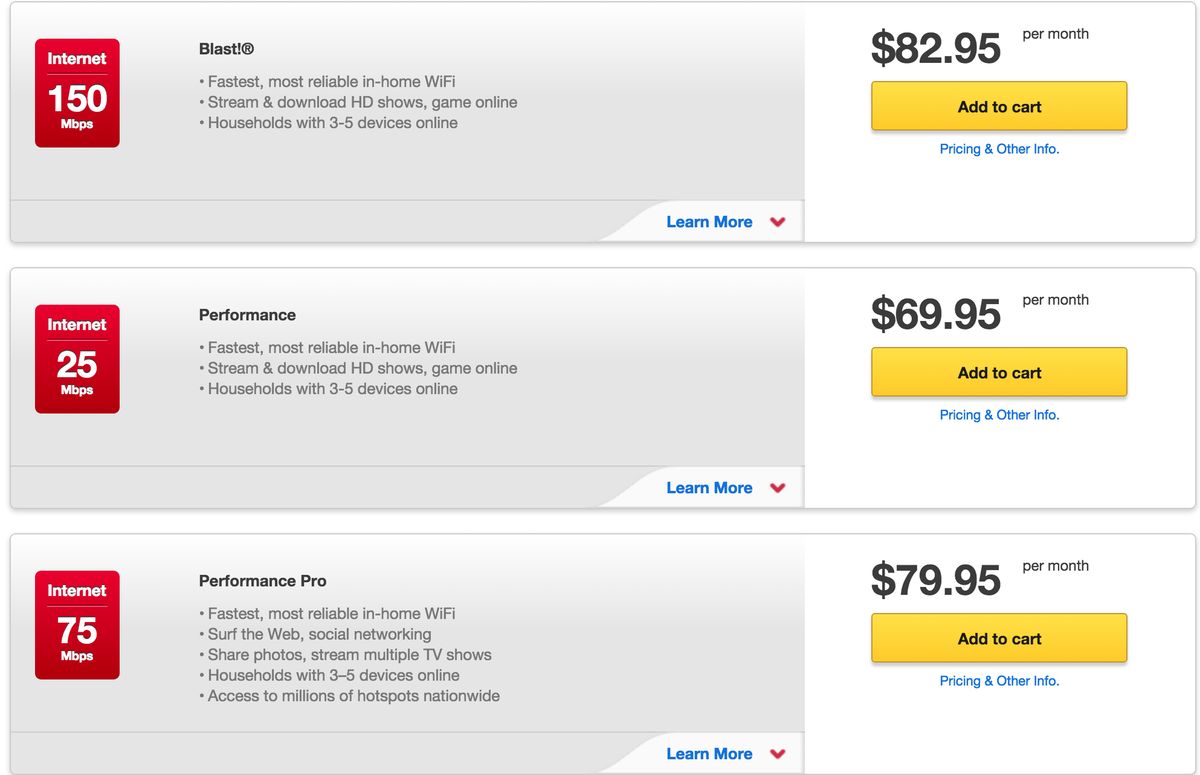 Internet
150
Mbps
Blast!®
• Fastest, most reliable in-home WiFi
• Stream & download HD shows, game online
• Households with 3-5 devices online
$82.95 per month
Add to cart
Pricing & Other Info.
Learn More
Internet
25
Mbps
Performance
• Fastest, most reliable in-home WiFi
• Stream & download HD shows, game online
• Households with 3-5 devices online
$69.95 per month
Add to cart
Pricing & Other Info.
Learn More
Internet
75
Mbps
Performance Pro
• Fastest, most reliable in-home WiFi
• Surf the Web, social networking
• Share photos, stream multiple TV shows
• Households with 3–5 devices online
• Access to millions of hotspots nationwide
$79.95 per month
Add to cart
Pricing & Other Info.
Learn More